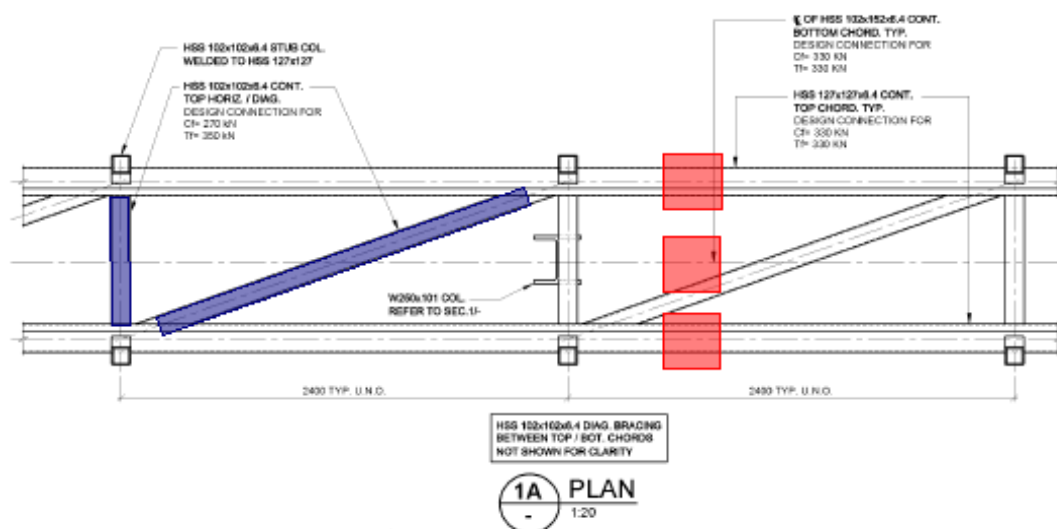 HSS 102x102x6.4 STUB COL.
WELDED TO HSS 127x127
HSS 102x102x6.4 CONT.
TOP HORIZ. / DIAG.
DESIGN CONNECTION FOR
Cf= 270 kN
Tf= 350 kN
℄ OF HSS 102x152x6.4 CONT.
BOTTOM CHORD. TYP.
DESIGN CONNECTION FOR
Cf= 330 KN
Tf= 330 KN
HSS 127x127x6.4 CONT.
TOP CHORD. TYP.
DESIGN CONNECTION FOR
Cf= 330 KN
Tf= 330 KN
W250x101 COL.
REFER TO SEC.1/-
2400 TYP. U.N.O.
2400 TYP. U.N.O.
HSS 102x102x6.4 DIAG. BRACING
BETWEEN TOP / BOT. CHORDS
NOT SHOWN FOR CLARITY
1A
-
PLAN
1:20